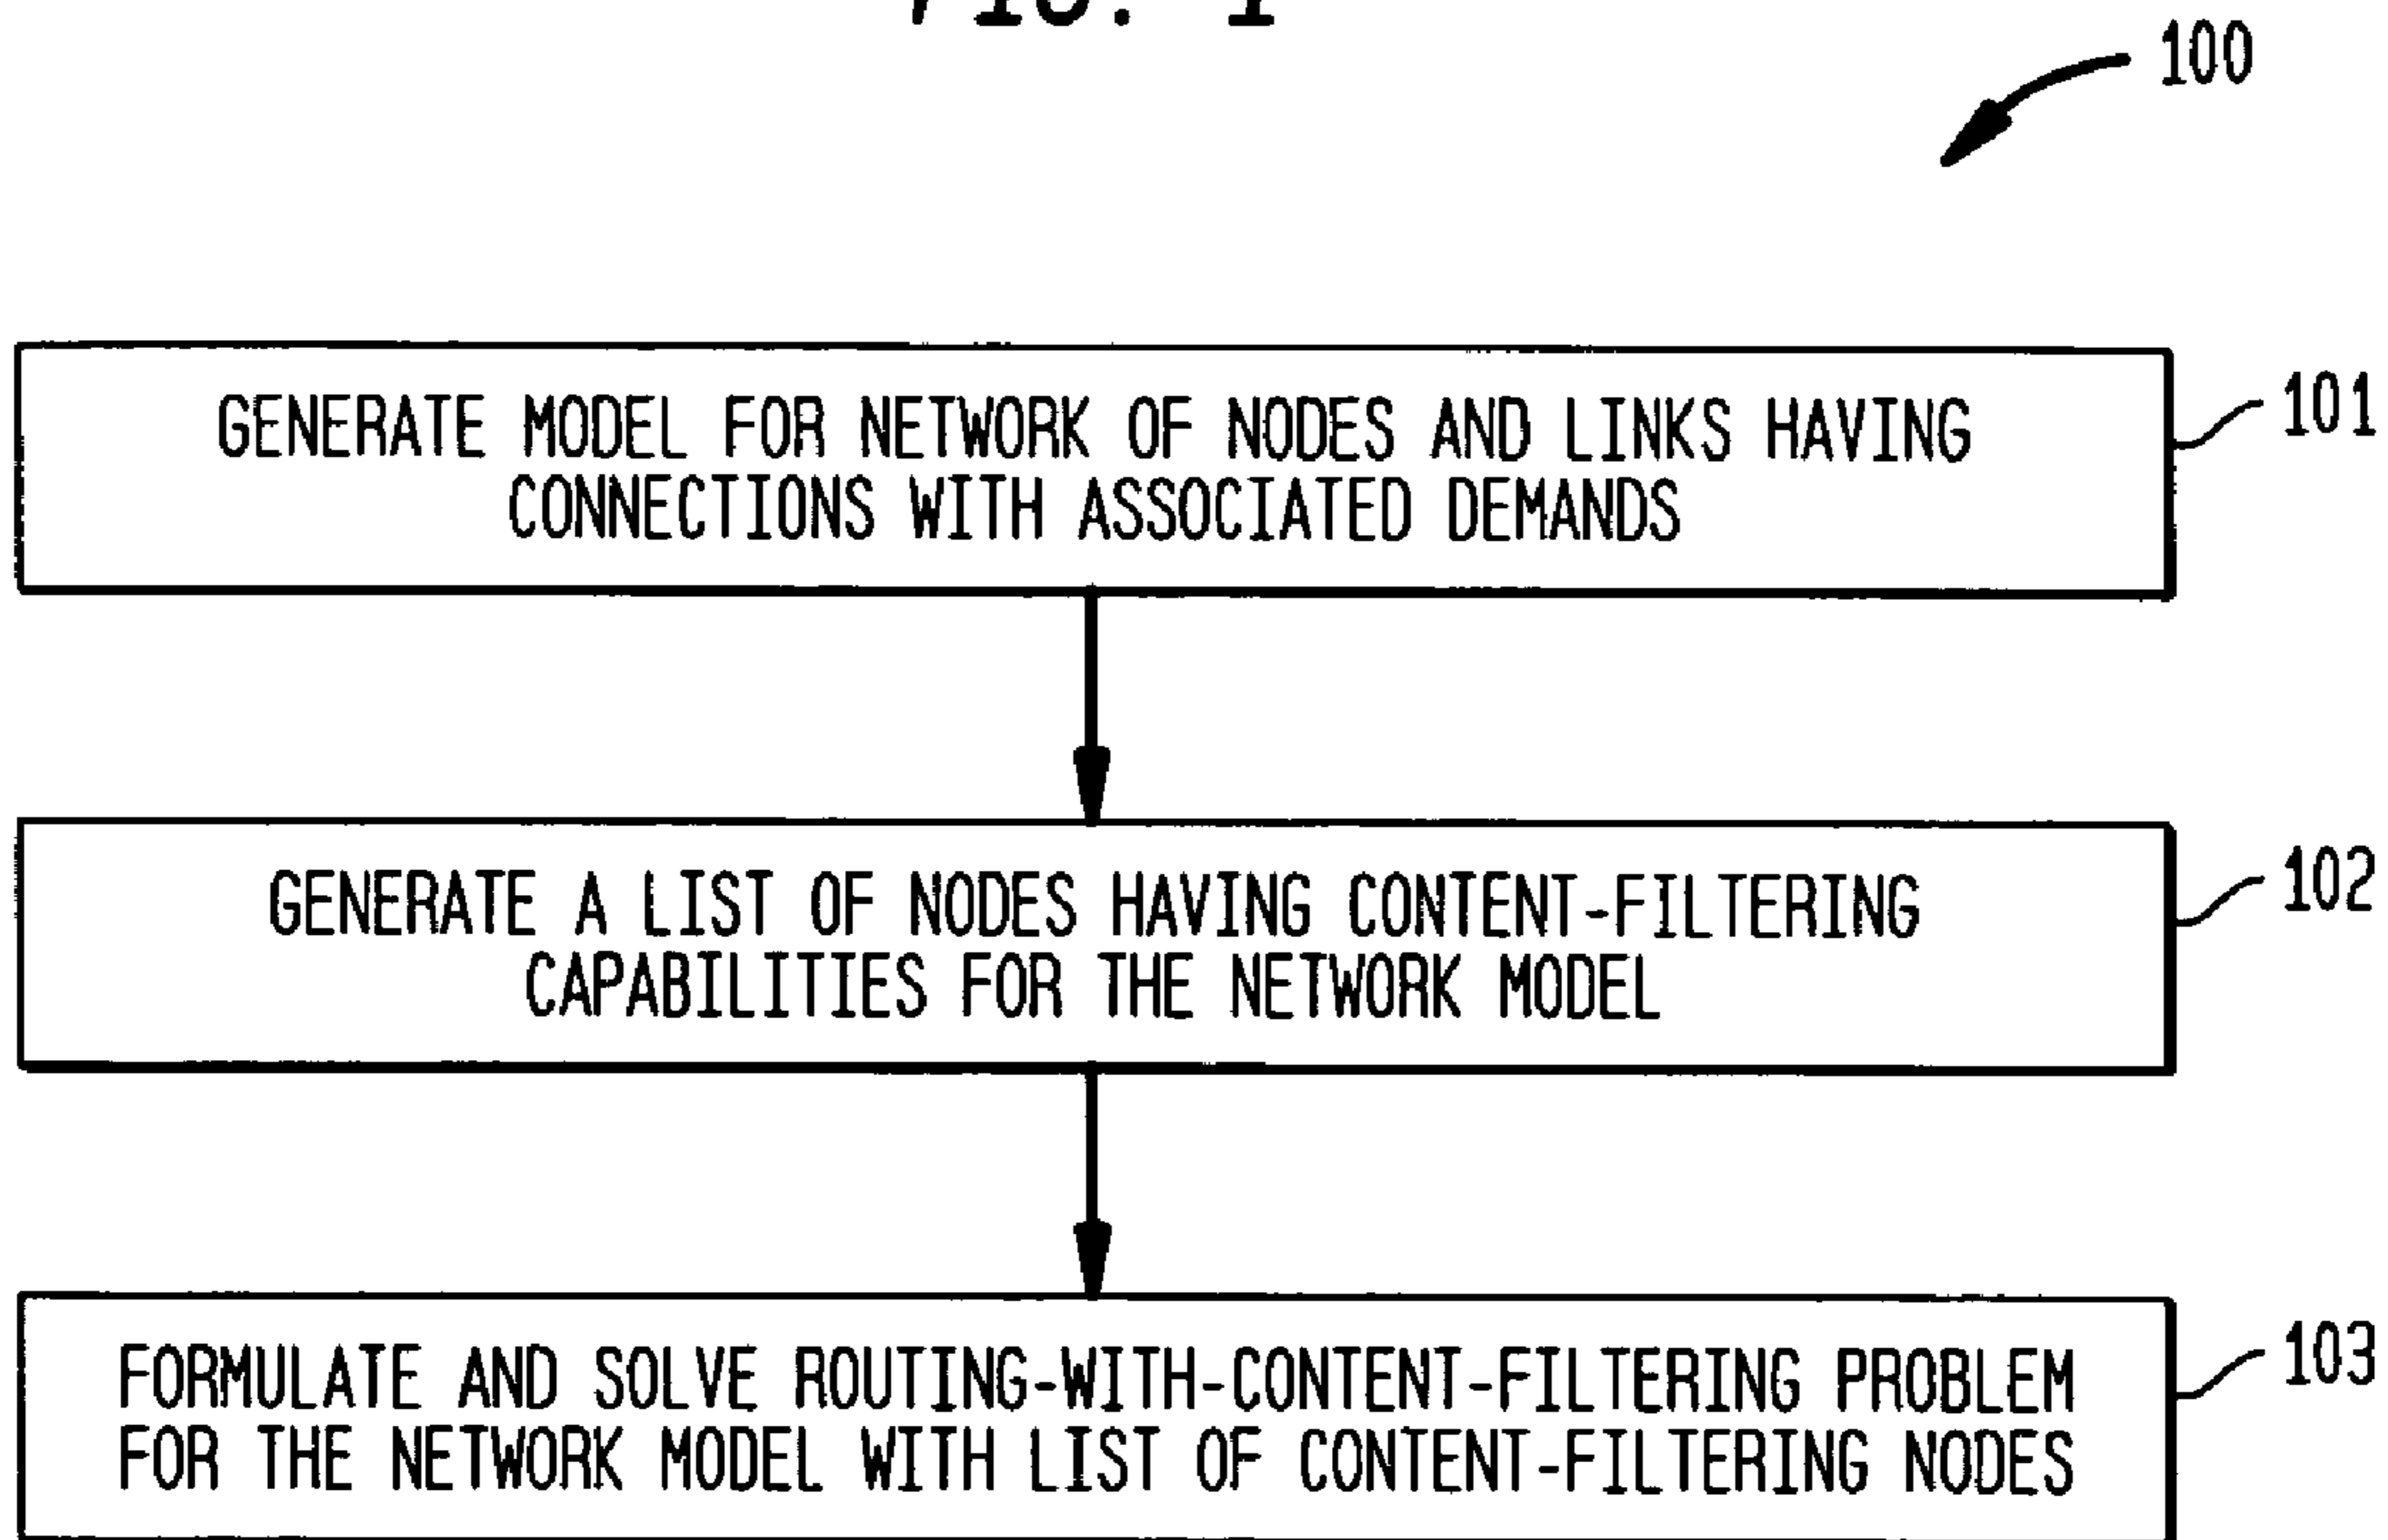 FIG. 1
100
GENERATE MODEL FOR NETWORK OF NODES AND LINKS HAVING
CONNECTIONS WITH ASSOCIATED DEMANDS
101
GENERATE A LIST OF NODES HAVING CONTENT-FILTERING
CAPABILITIES FOR THE NETWORK MODEL
102
FORMULATE AND SOLVE ROUTING-WITH-CONTENT-FILTERING PROBLEM
FOR THE NETWORK MODEL WITH LIST OF CONTENT-FILTERING NODES
103